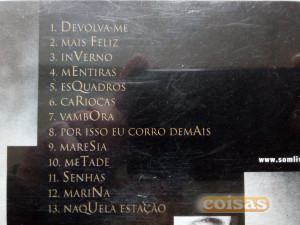 1. DEVOLVA-ME
2. MAIS FELIZ
3. INVERNO
4. MENTIRAS
5. ESQUADROS
6. CARIOCAS
7. VAMBORA
8. POR ISSO EU CORRO DEMAIS
9. MARESIA
10. METADE
11. SENHAS
12. MARINA
13. NAQUELA ESTAÇÃO
www.somli
coisas